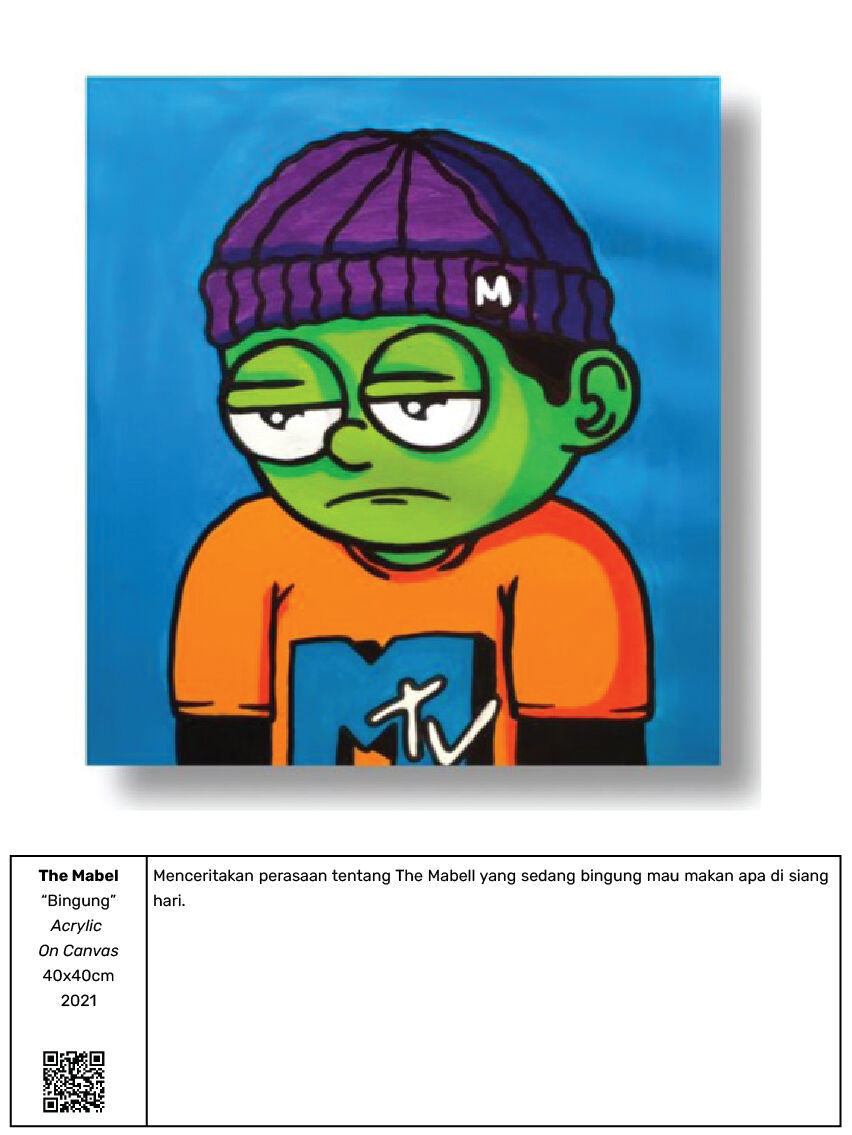 M
MTV
The Mabel
“Bingung”
Acrylic
On Canvas
40x40cm
2021
Menceritakan perasaan tentang The Mabell yang sedang bingung mau makan apa di siang
hari.